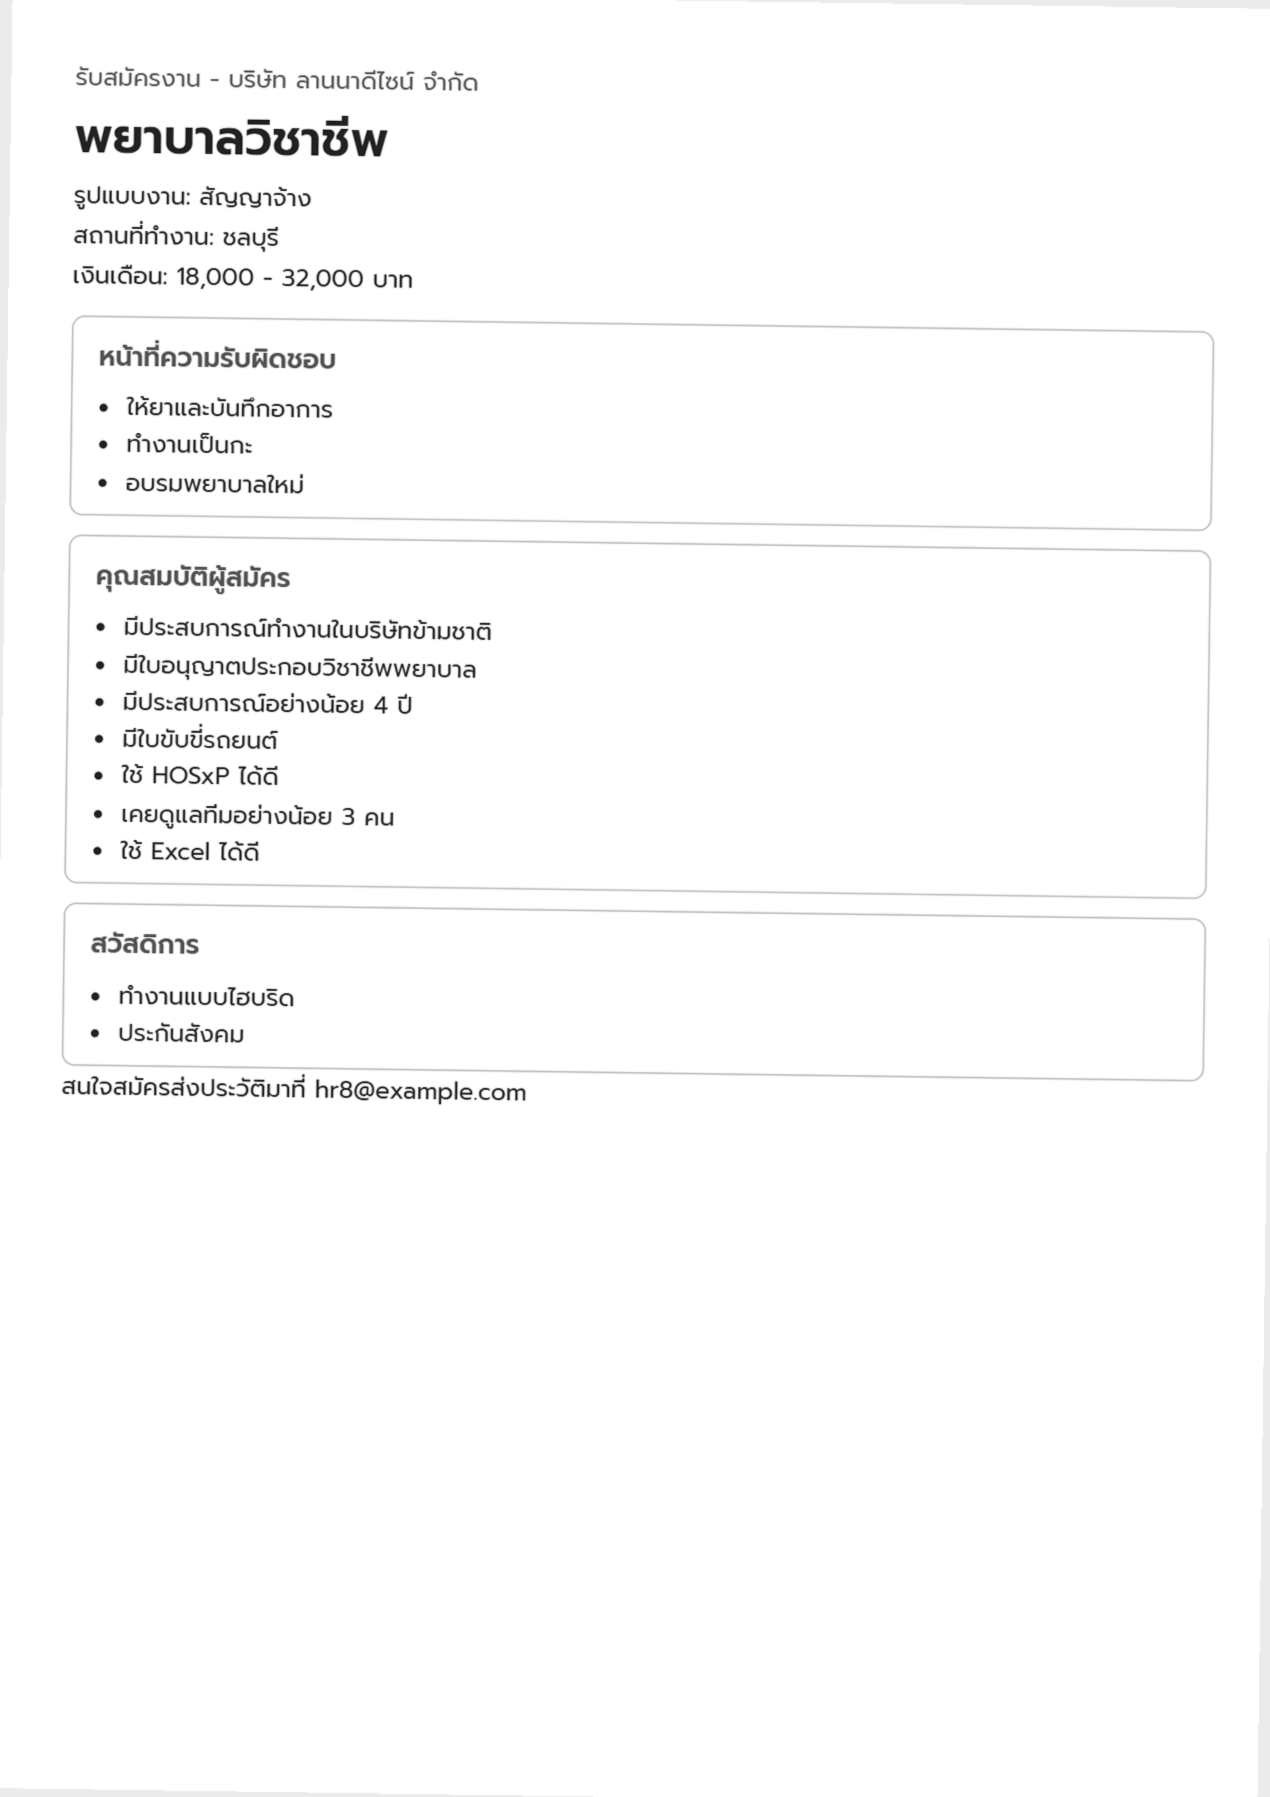 รับสมัครงาน - บริษัท ลานนาดีไซน์ จำกัด
พยาบาลวิชาชีพ
รูปแบบงาน: สัญญาจ้าง
สถานที่ทำงาน: ชลบุรี
เงินเดือน: 18,000 - 32,000 บาท
หน้าที่ความรับผิดชอบ
• ให้ยาและบันทึกอาการ
• ทำงานเป็นกะ
• อบรมพยาบาลใหม่
คุณสมบัติผู้สมัคร
• มีประสบการณ์ทำงานในบริษัทข้ามชาติ
• มีใบอนุญาตประกอบวิชาชีพพยาบาล
• มีประสบการณ์อย่างน้อย 4 ปี
• มีใบขับขี่รถยนต์
• ใช้ HOSxP ได้ดี
• เคยดูแลทีมอย่างน้อย 3 คน
• ใช้ Excel ได้ดี
สวัสดิการ
• ทำงานแบบไฮบริด
• ประกันสังคม
สนใจสมัครส่งประวัติมาที่ hr8@example.com